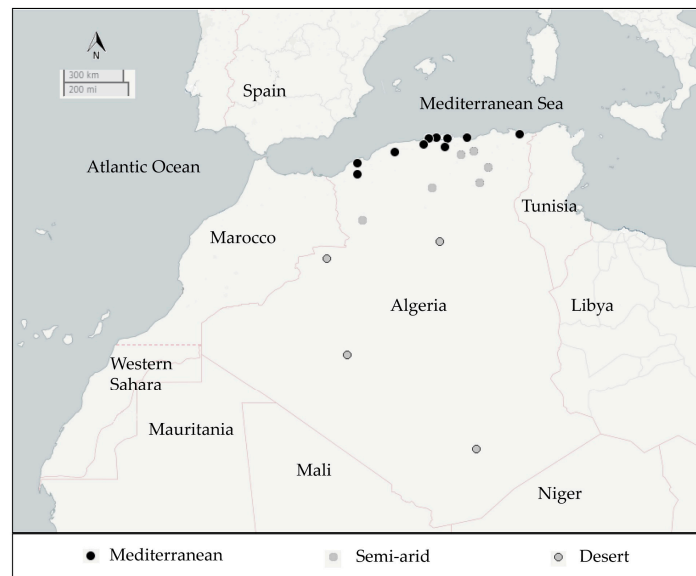 N
300 km
200 mi
Spain
Mediterranean Sea
Atlantic Ocean
Tunisia
Marocco
Algeria
Libya
Western
Sahara
Mauritania
Mali
Niger
Mediterranean
Semi-arid
Desert